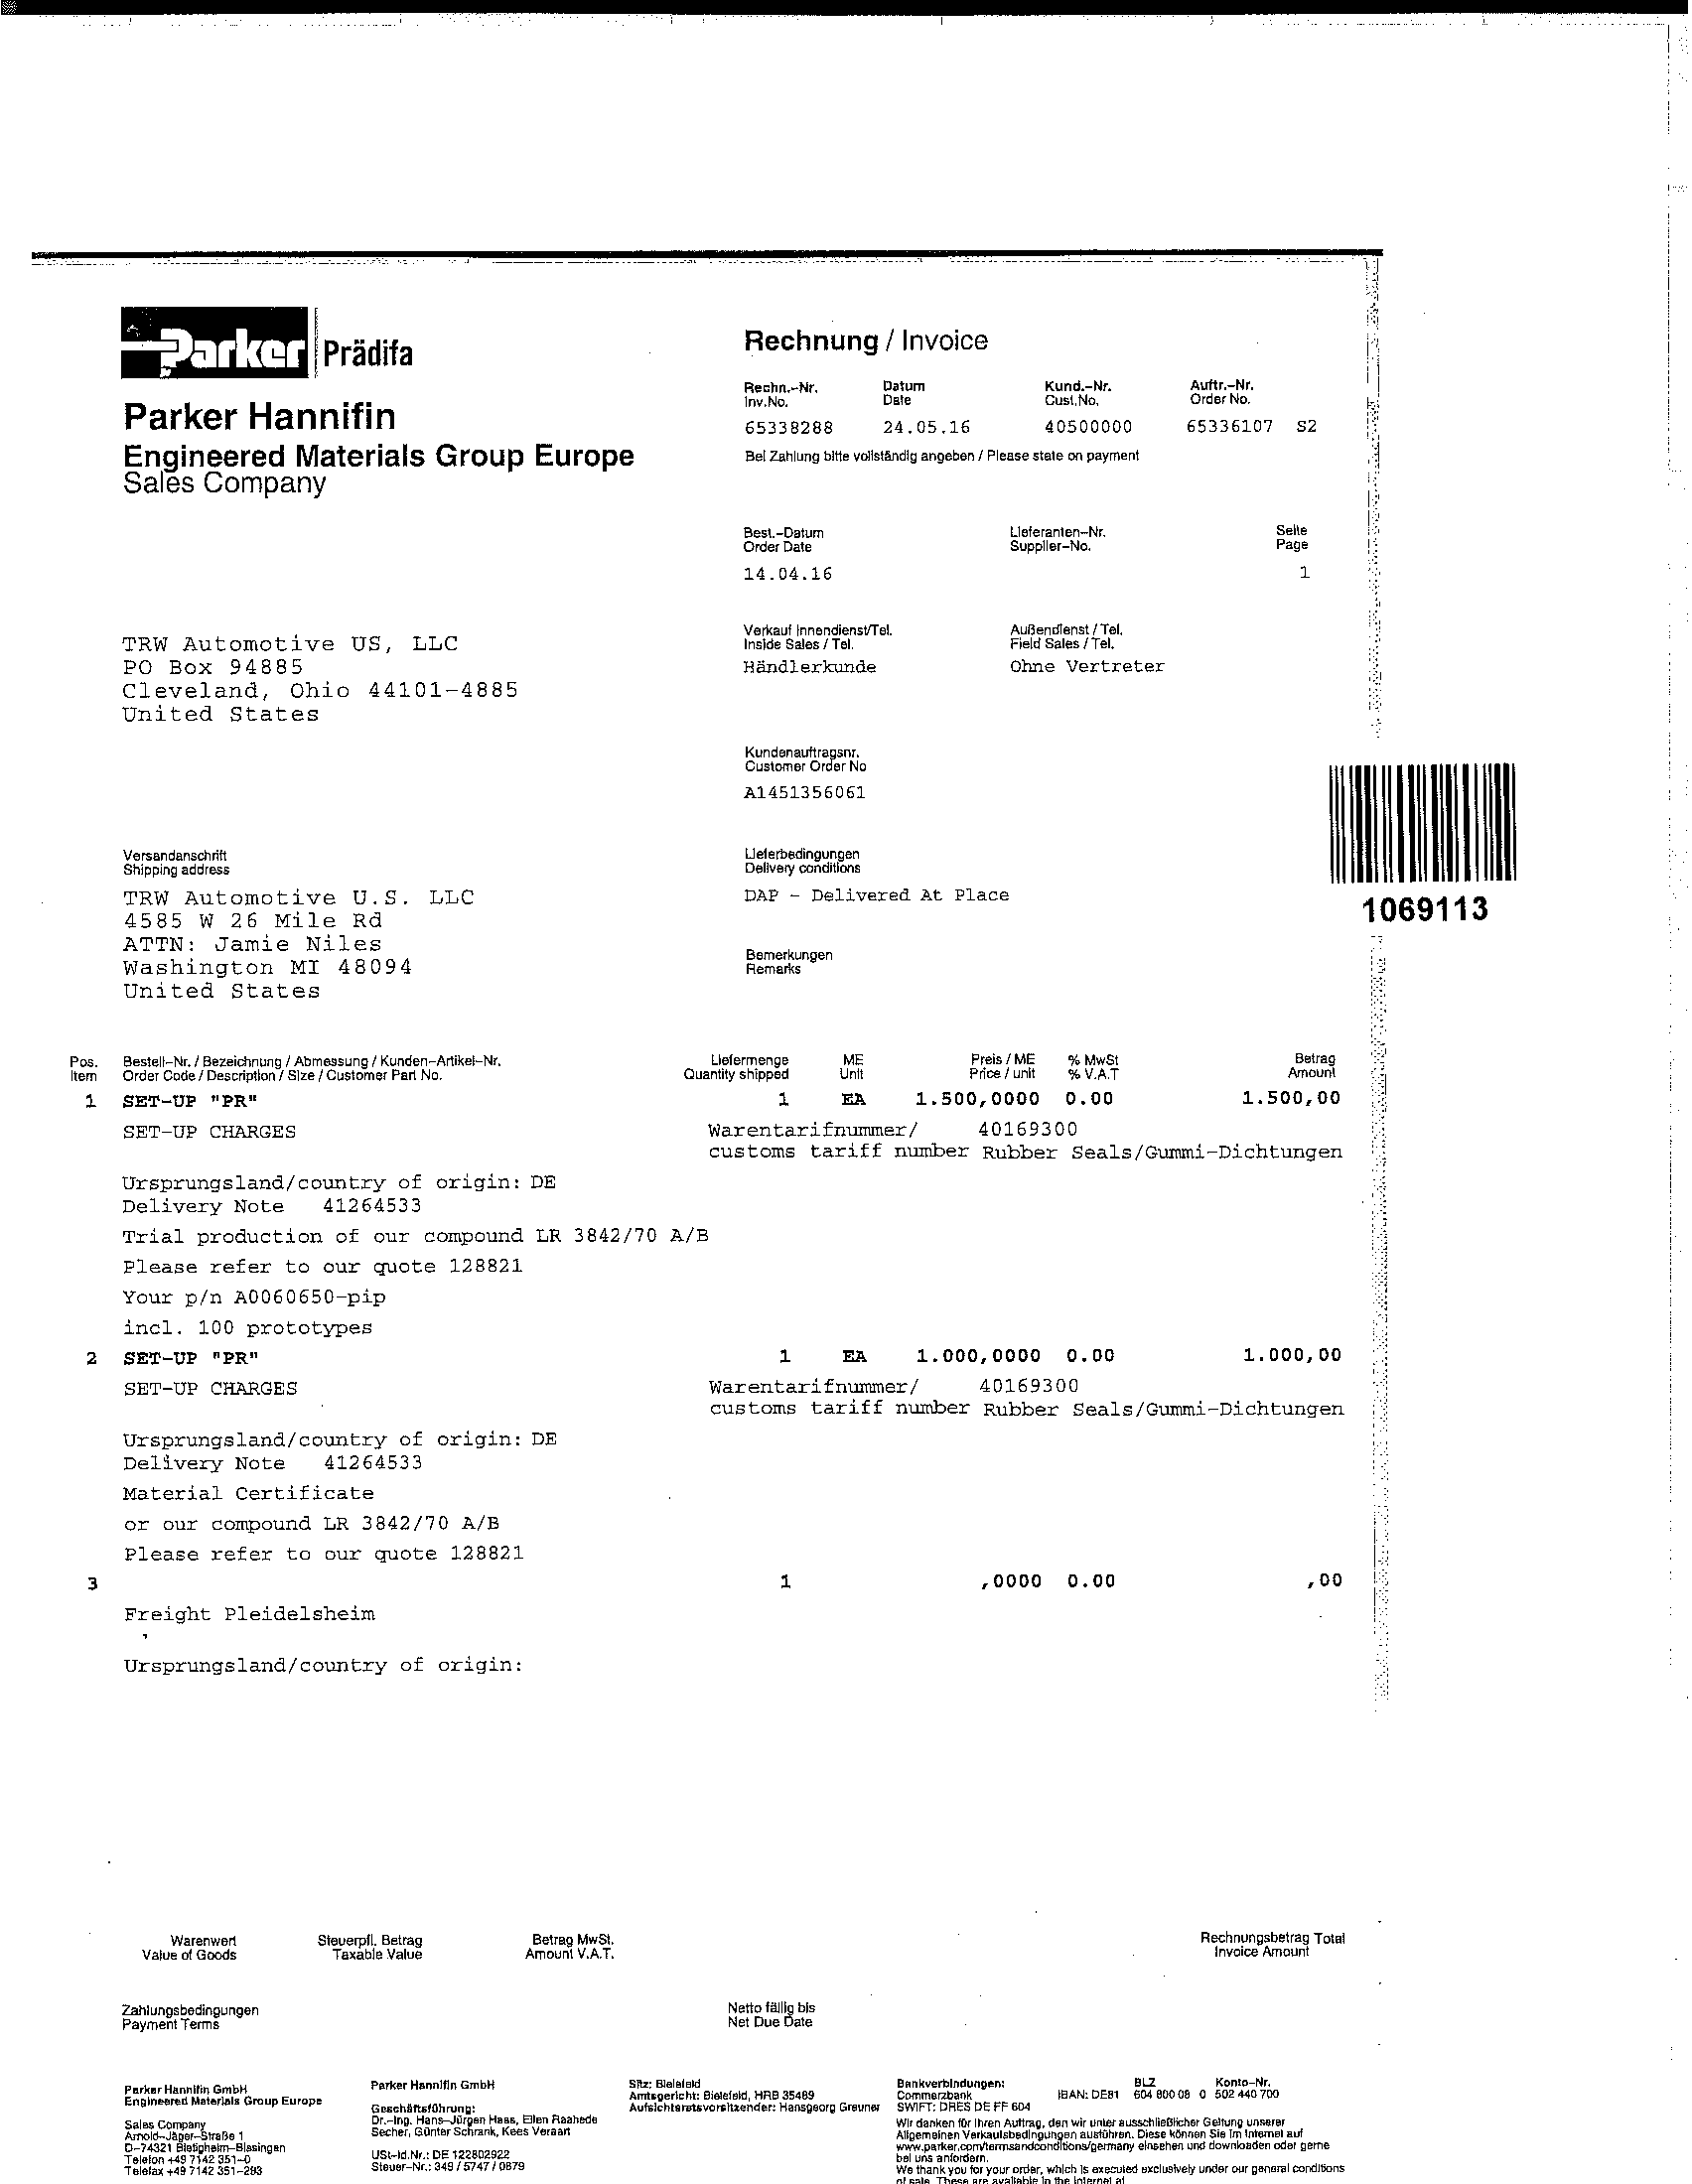 Parker Prädifa
Parker Hannifin
Engineered Materials Group Europe
Sales Company
Rechnung / Invoice
Rechn.-Nr. Datum Kund.-Nr. Auftr.-Nr.
Inv.No. Date Cust.No. Order No.
65338288 24.05.16 40500000 65336107 S2
Bei Zahlung bitte vollständig angeben / Please state on payment
Best.-Datum Lieferanten-Nr. Seite
Order Date Supplier-No. Page
14.04.16 1
TRW Automotive US, LLC
PO Box 94885
Cleveland, Ohio 44101-4885
United States
Verkauf Innendienst/Tel. Außendienst / Tel.
Inside Sales / Tel. Field Sales / Tel.
Händlerkunde Ohne Vertreter
Kundenauftragsnr.
Customer Order No
A1451356061
Versandanschrift
Shipping address
TRW Automotive U.S. LLC
4585 W 26 Mile Rd
ATTN: Jamie Niles
Washington MI 48094
United States
Lieferbedingungen
Delivery conditions
DAP - Delivered At Place
Bemerkungen
Remarks
1069113
Pos. Bestell-Nr. / Bezeichnung / Abmessung / Kunden-Artikel-Nr. Liefermenge ME Preis / ME % MwSt Betrag
Item Order Code / Description / Size / Customer Part No. Quantity shipped Unit Price / unit % V.A.T Amount
1 SET-UP "PR" 1 EA 1.500,0000 0.00 1.500,00
SET-UP CHARGES Warentarifnummer/ 40169300
customs tariff number Rubber Seals/Gummi-Dichtungen
Ursprungsland/country of origin: DE
Delivery Note 41264533
Trial production of our compound LR 3842/70 A/B
Please refer to our quote 128821
Your p/n A0060650-pip
incl. 100 prototypes
2 SET-UP "PR" 1 EA 1.000,0000 0.00 1.000,00
SET-UP CHARGES Warentarifnummer/ 40169300
customs tariff number Rubber Seals/Gummi-Dichtungen
Ursprungsland/country of origin: DE
Delivery Note 41264533
Material Certificate
or our compound LR 3842/70 A/B
Please refer to our quote 128821
3 1 ,0000 0.00 ,00
Freight Pleidelsheim
Ursprungsland/country of origin:
Warenwert Steuerpfl. Betrag Betrag MwSt. Rechnungsbetrag Total
Value of Goods Taxable Value Amount V.A.T. Invoice Amount
Zahlungsbedingungen Netto fällig bis
Payment Terms Net Due Date
Parker Hannifin GmbH
Engineered Materials Group Europe
Sales Company
Arnold-Jäger-Straße 1
D-74321 Bietigheim-Bissingen
Telefon +49 7142 351-0
Telefax +49 7142 351-293
Parker Hannifin GmbH
Geschäftsführung:
Dr.-Ing. Hans-Jürgen Haas, Ellen Raahede
Secher, Günter Schrank, Kees Veraart
USt-Id.Nr.: DE 122802922
Steuer-Nr.: 349 / 5747 / 0879
Sitz: Bielefeld
Amtsgericht: Bielefeld, HRB 35489
Aufsichtsratsvorsitzender: Hansgeorg Greuner
Bankverbindungen: BLZ Konto-Nr.
Commerzbank IBAN: DE81 604 800 08 0 502 440 700
SWIFT: DRES DE FF 604
Wir danken für Ihren Auftrag, den wir unter ausschließlicher Geltung unserer
Allgemeinen Verkaufsbedingungen ausführen. Diese können Sie im Internet auf
www.parker.com/termsandconditions/germany einsehen und downloaden oder gerne
bei uns anfordern.
We thank you for your order, which is executed exclusively under our general conditions
of sale. These are available in the Internet at